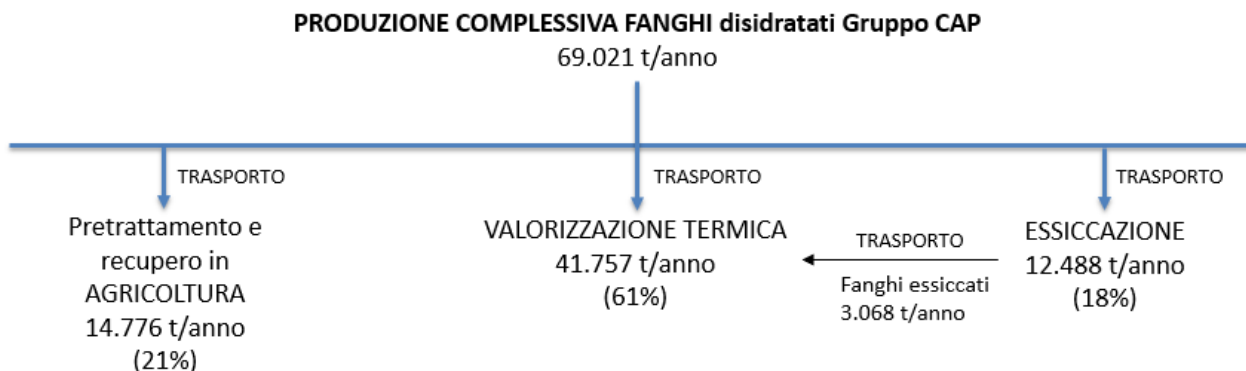 PRODUZIONE COMPLESSIVA FANGHI disidratati Gruppo CAP
69.021 t/anno
TRASPORTO
TRASPORTO
TRASPORTO
Pretrattamento e
recupero in
AGRICOLTURA
14.776 t/anno
(21%)
VALORIZZAZIONE TERMICA
41.757 t/anno
(61%)
TRASPORTO
Fanghi essiccati
3.068 t/anno
ESSICCAZIONE
12.488 t/anno
(18%)